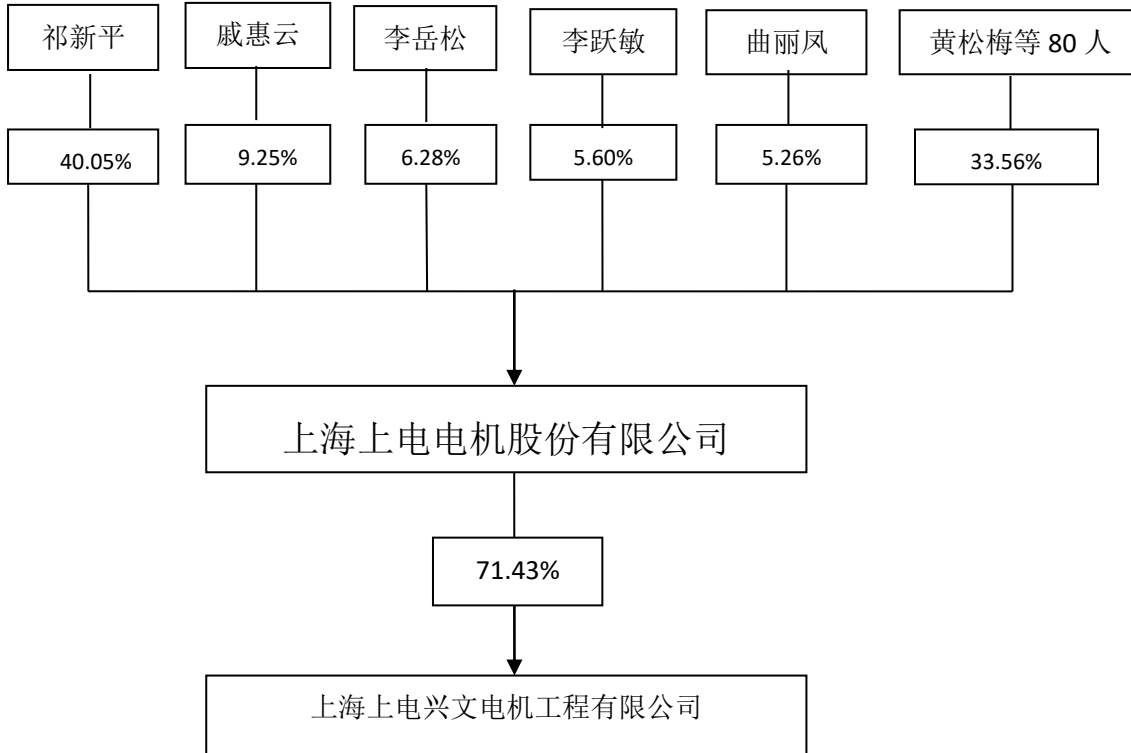 祁新平 戚惠云 李岳松 李跃敏 曲丽凤 黄松梅等 80 人
40.05% 9.25% 6.28% 5.60% 5.26% 33.56%
上海上电电机股份有限公司
71.43%
上海上电兴文电机工程有限公司